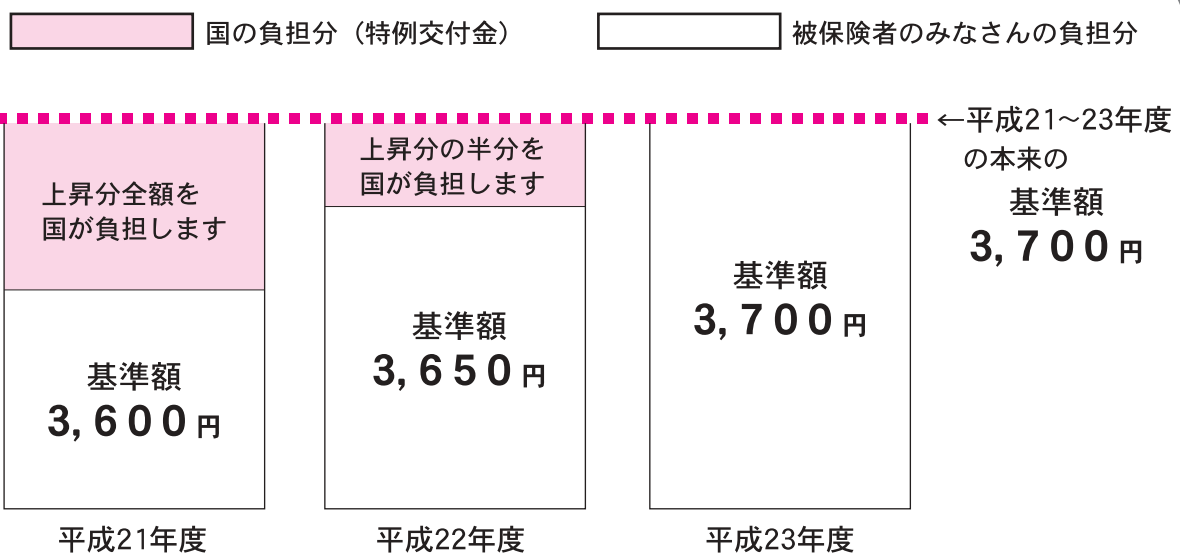 国の負担分（特例交付金）
被保険者のみなさんの負担分
←平成21～23年度
の本来の
基準額
3,700円
上昇分全額を
国が負担します
基準額
3,600円
平成21年度
上昇分の半分を
国が負担します
基準額
3,650円
平成22年度
基準額
3,700円
平成23年度